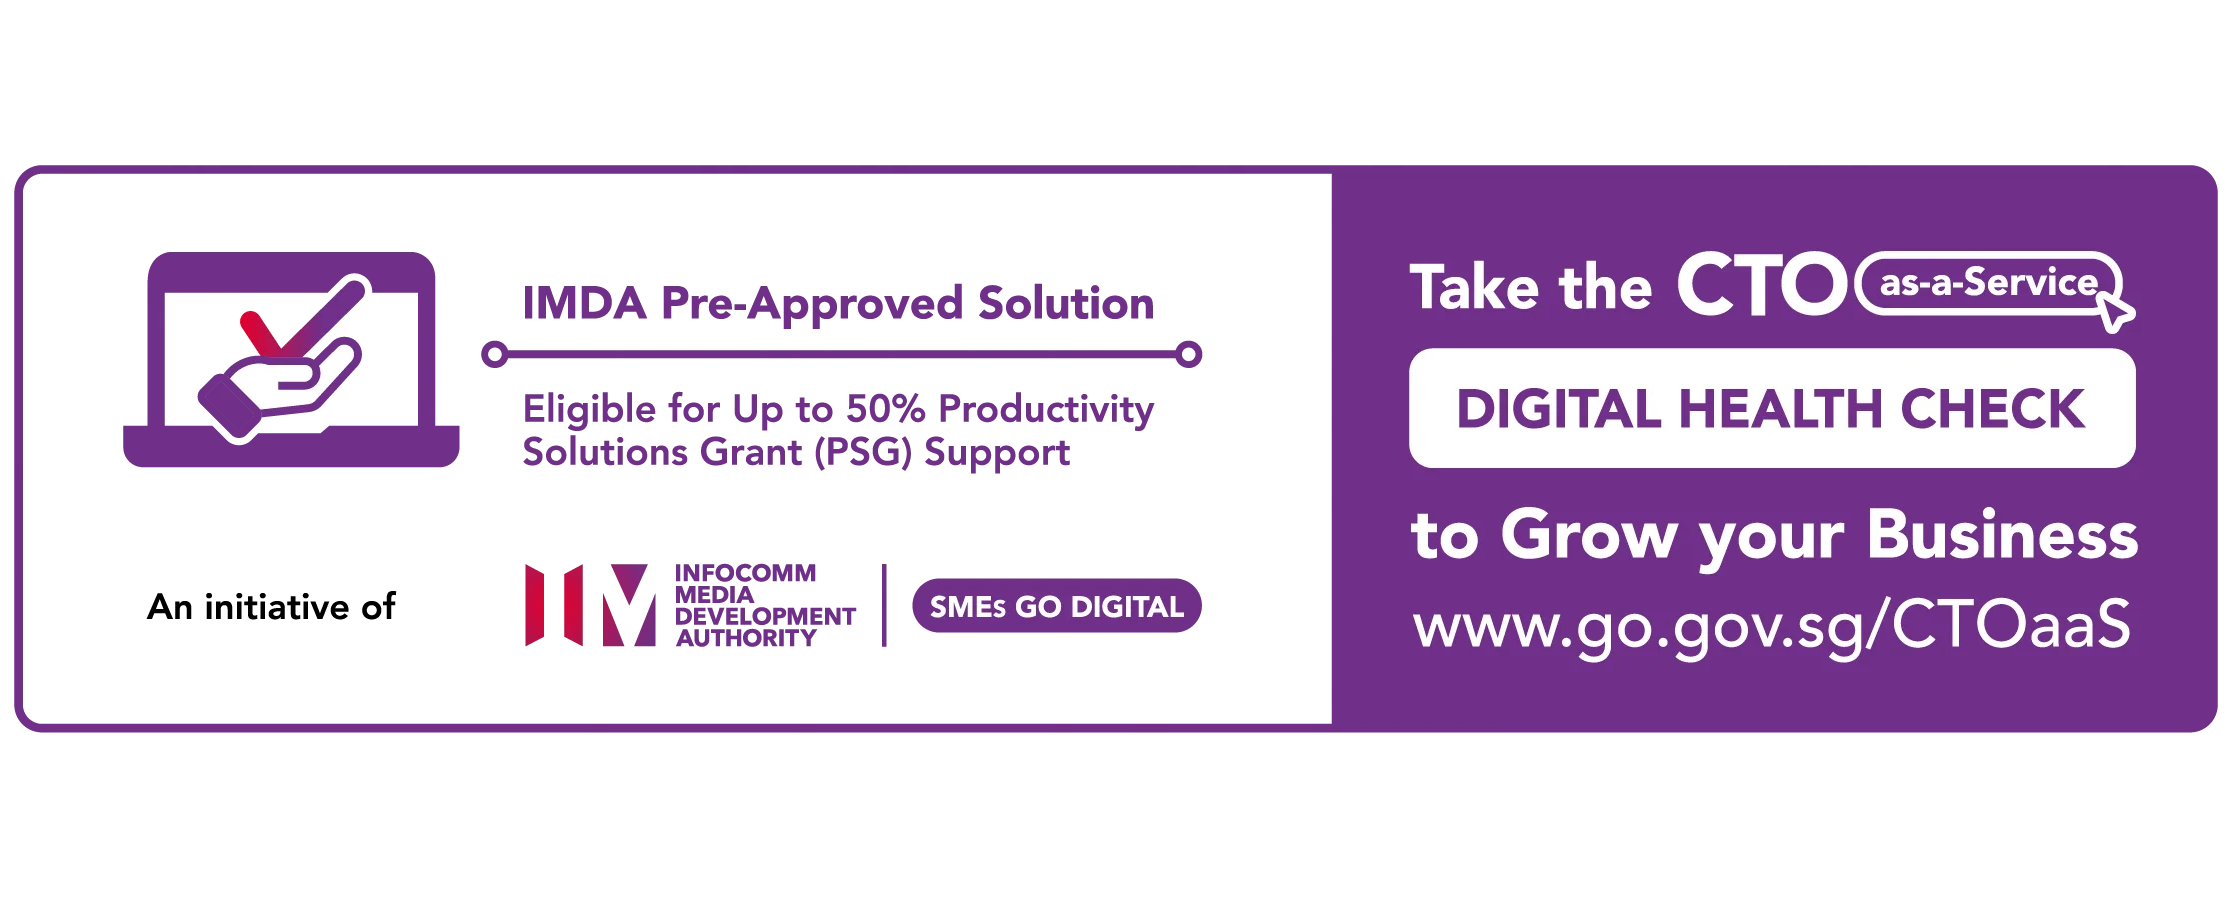 IMDA Pre-Approved Solution
Eligible for Up to 50% Productivity
Solutions Grant (PSG) Support
An initiative of
INFOCOMM
MEDIA
DEVELOPMENT
AUTHORITY
SMEs GO DIGITAL
Take the CTO as-a-Service
DIGITAL HEALTH CHECK
to Grow your Business
www.go.gov.sg/CTOaaS